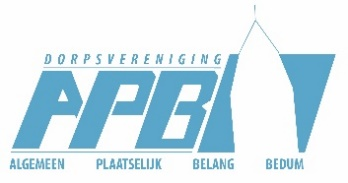 DORPSVERENIGING
APB
ALGEMEEN PLAATSELIJK BELANG BEDUM